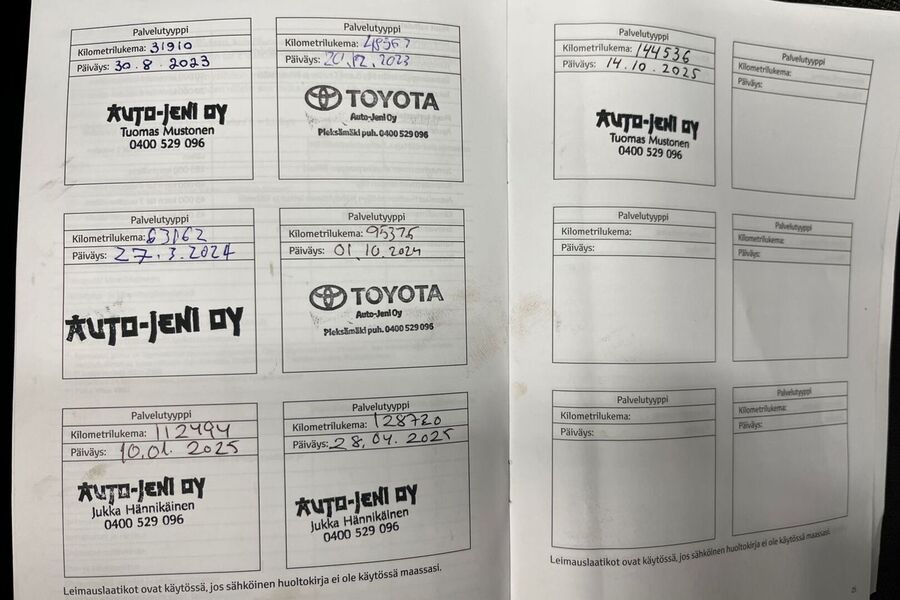 Palvelutyyppi
Kilometrilukema: 31910
Päiväys: 30.8.2023
AUTO-JENI OY
Tuomas Mustonen
0400 529 096
Palvelutyyppi
Kilometrilukema: 48567
Päiväys: 20.12.2023
TOYOTA
Auto-Jeni Oy
Pieksämäki puh. 0400 529 096
Palvelutyyppi
Kilometrilukema: 63162
Päiväys: 27.3.2024
AUTO-JENI OY
Palvelutyyppi
Kilometrilukema: 95375
Päiväys: 01.10.2024
TOYOTA
Auto-Jeni Oy
Pieksämäki puh. 0400 529 096
Palvelutyyppi
Kilometrilukema: 112494
Päiväys: 10.01.2025
AUTO-JENI OY
Jukka Hännikäinen
0400 529 096
Palvelutyyppi
Kilometrilukema: 128720
Päiväys: 28.04.2025
AUTO-JENI OY
Jukka Hännikäinen
0400 529 096
Leimauslaatikot ovat käytössä, jos sähköinen huoltokirja ei ole käytössä maassasi.
Palvelutyyppi
Kilometrilukema: 144536
Päiväys: 14.10.2025
AUTO-JENI OY
Tuomas Mustonen
0400 529 096
Palvelutyyppi
Kilometrilukema:
Päiväys:
Palvelutyyppi
Kilometrilukema:
Päiväys:
Palvelutyyppi
Kilometrilukema:
Päiväys:
Palvelutyyppi
Kilometrilukema:
Päiväys:
Palvelutyyppi
Kilometrilukema:
Päiväys:
Leimauslaatikot ovat käytössä, jos sähköinen huoltokirja ei ole käytössä maassasi.